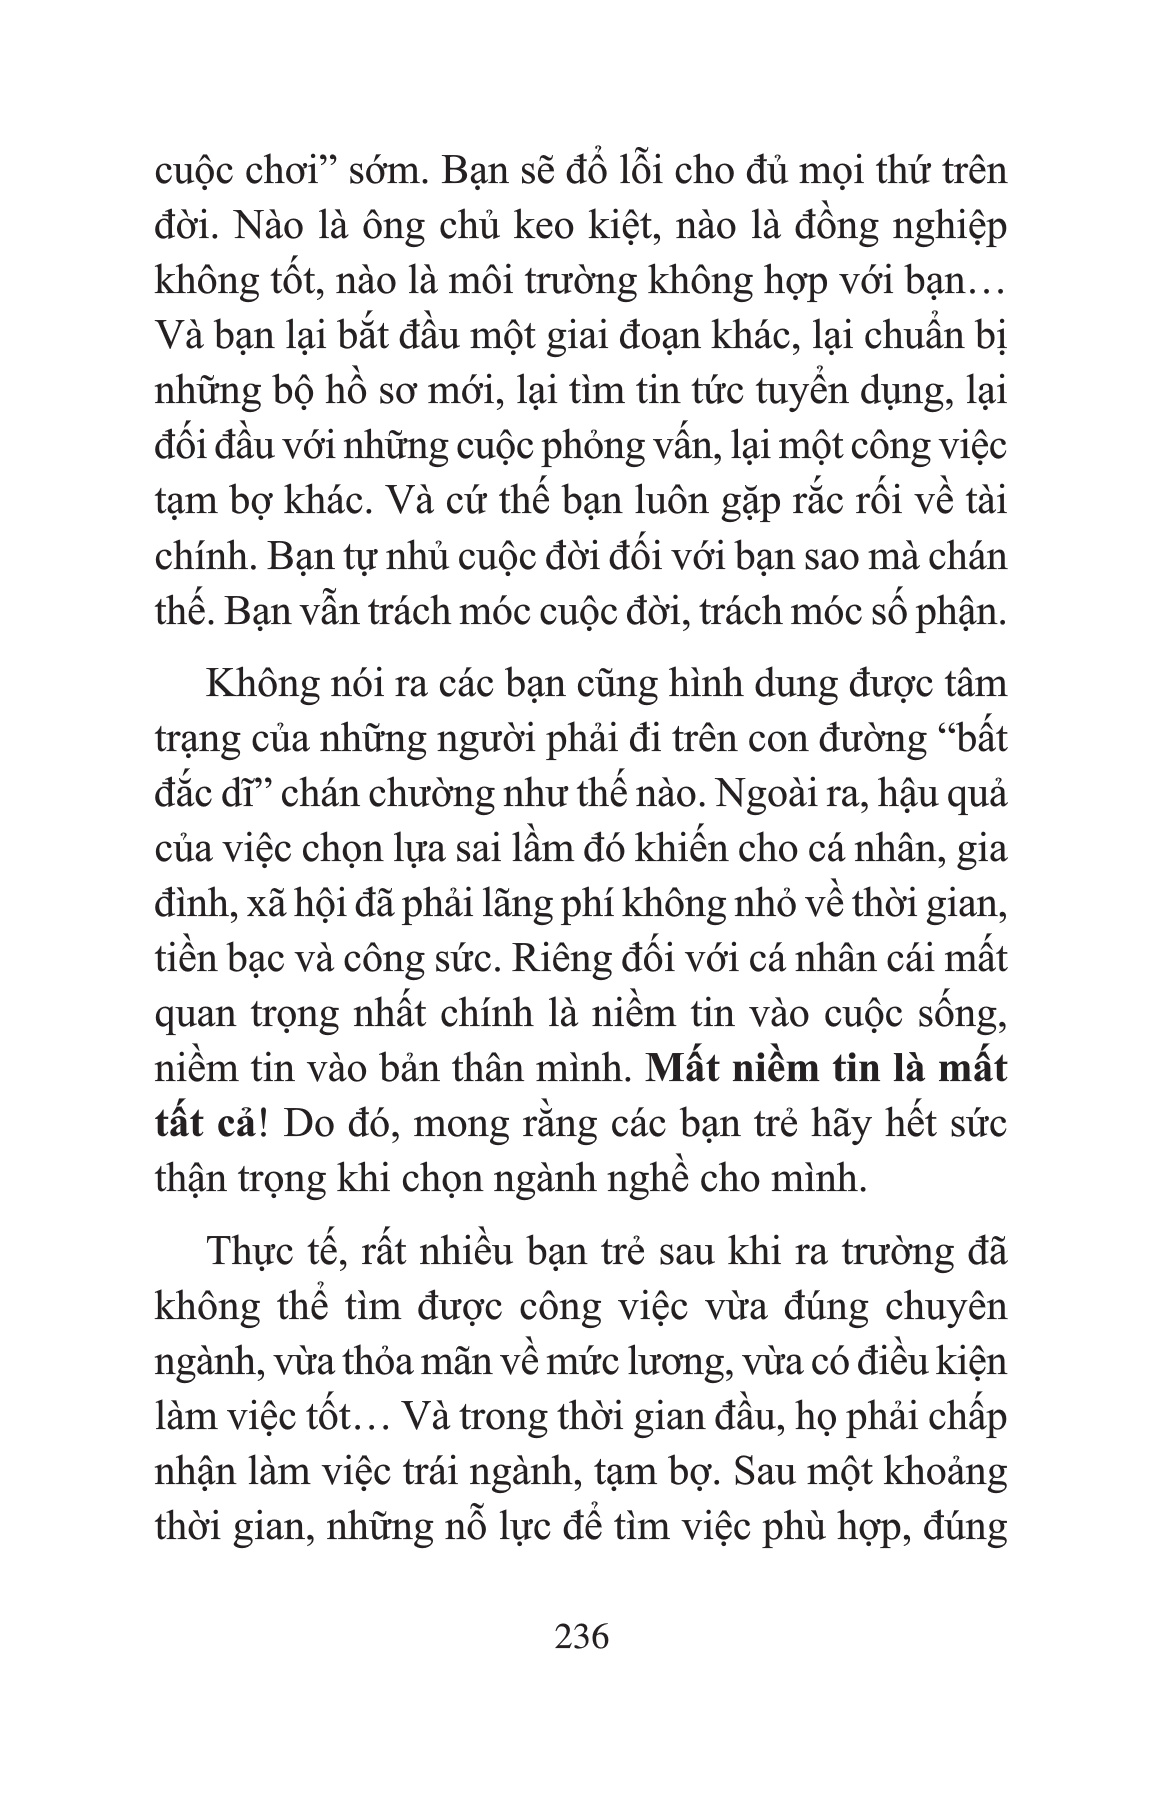 cuộc chơi” sớm. Bạn sẽ đổ lỗi cho đủ mọi thứ trên
đời. Nào là ông chủ keo kiệt, nào là đồng nghiệp
không tốt, nào là môi trường không hợp với bạn…
Và bạn lại bắt đầu một giai đoạn khác, lại chuẩn bị
những bộ hồ sơ mới, lại tìm tin tức tuyển dụng, lại
đối đầu với những cuộc phỏng vấn, lại một công việc
tạm bợ khác. Và cứ thế bạn luôn gặp rắc rối về tài
chính. Bạn tự nhủ cuộc đời đối với bạn sao mà chán
thế. Bạn vẫn trách móc cuộc đời, trách móc số phận.
Không nói ra các bạn cũng hình dung được tâm
trạng của những người phải đi trên con đường “bất
đắc dĩ” chán chường như thế nào. Ngoài ra, hậu quả
của việc chọn lựa sai lầm đó khiến cho cá nhân, gia
đình, xã hội đã phải lãng phí không nhỏ về thời gian,
tiền bạc và công sức. Riêng đối với cá nhân cái mất
quan trọng nhất chính là niềm tin vào cuộc sống,
niềm tin vào bản thân mình. Mất niềm tin là mất
tất cả! Do đó, mong rằng các bạn trẻ hãy hết sức
thận trọng khi chọn ngành nghề cho mình.
Thực tế, rất nhiều bạn trẻ sau khi ra trường đã
không thể tìm được công việc vừa đúng chuyên
ngành, vừa thỏa mãn về mức lương, vừa có điều kiện
làm việc tốt… Và trong thời gian đầu, họ phải chấp
nhận làm việc trái ngành, tạm bợ. Sau một khoảng
thời gian, những nỗ lực để tìm việc phù hợp, đúng
236